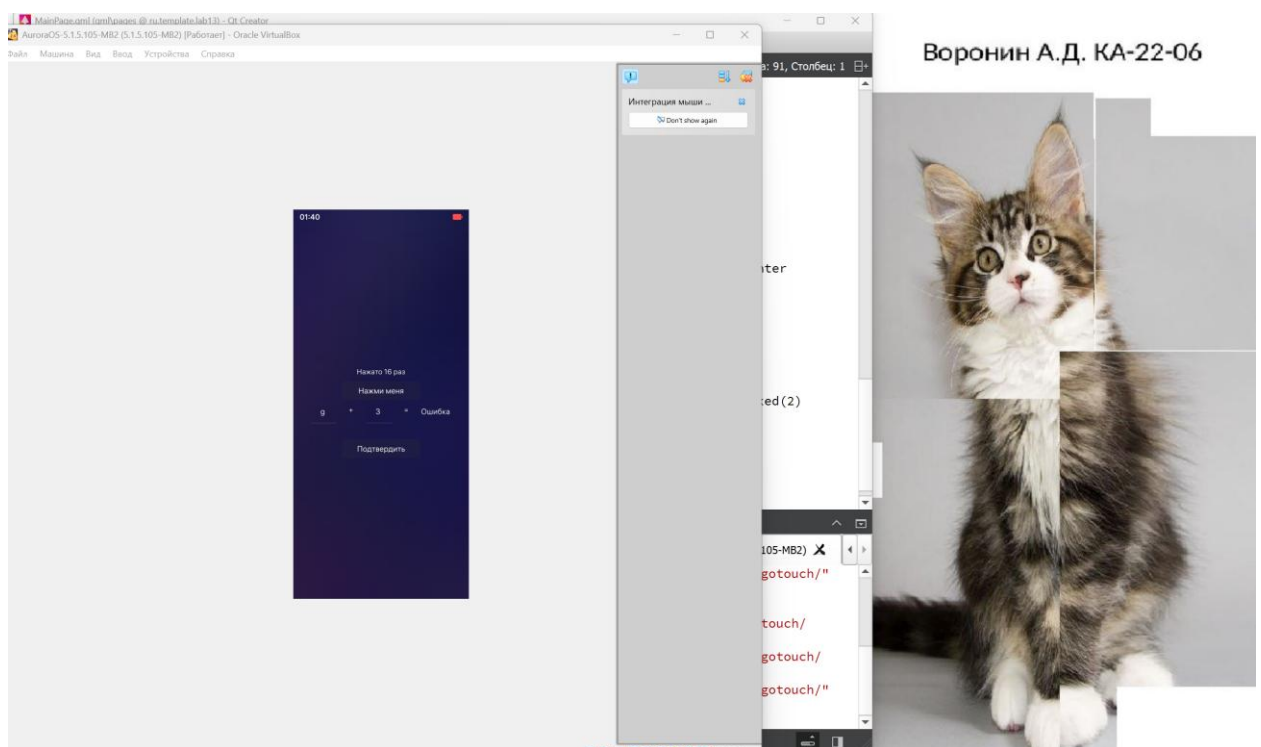 MainPage.qml (qml\pages @ ru.template.lab13) - Qt Creator
AuroraOS-5.1.5.105-MB2 (5.1.5.105-MB2) [Работает] - Oracle VirtualBox
Файл Машина Вид Ввод Устройства Справка
а: 91, Столбец: 1
Воронин А.Д. КА-22-06
Интеграция мыши ...
Don't show again
01:40
nter
Нажато 16 раз
Нажми меня
g * 3 = Ошибка
ted(2)
Подтвердить
105-MB2)
gotouch/"
touch/
gotouch/
gotouch/"